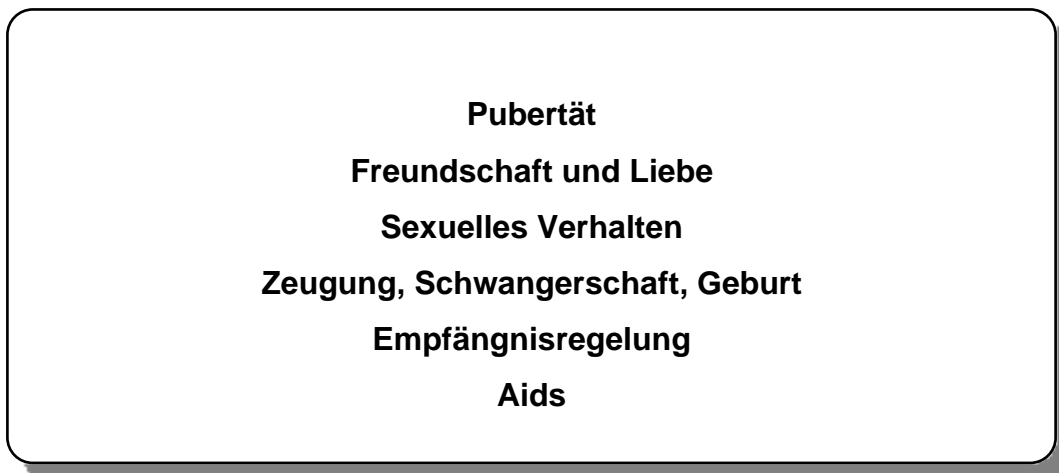 Pubertät
Freundschaft und Liebe
Sexuelles Verhalten
Zeugung, Schwangerschaft, Geburt
Empfängnisregelung
Aids